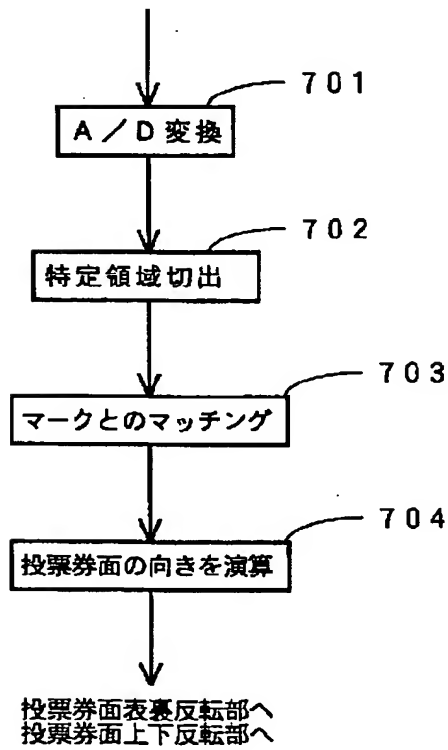 701
A/D変換
702
特定領域切出
703
マークとのマッチング
704
投票券面の向きを演算
投票券面表裏反転部へ
投票券面上下反転部へ